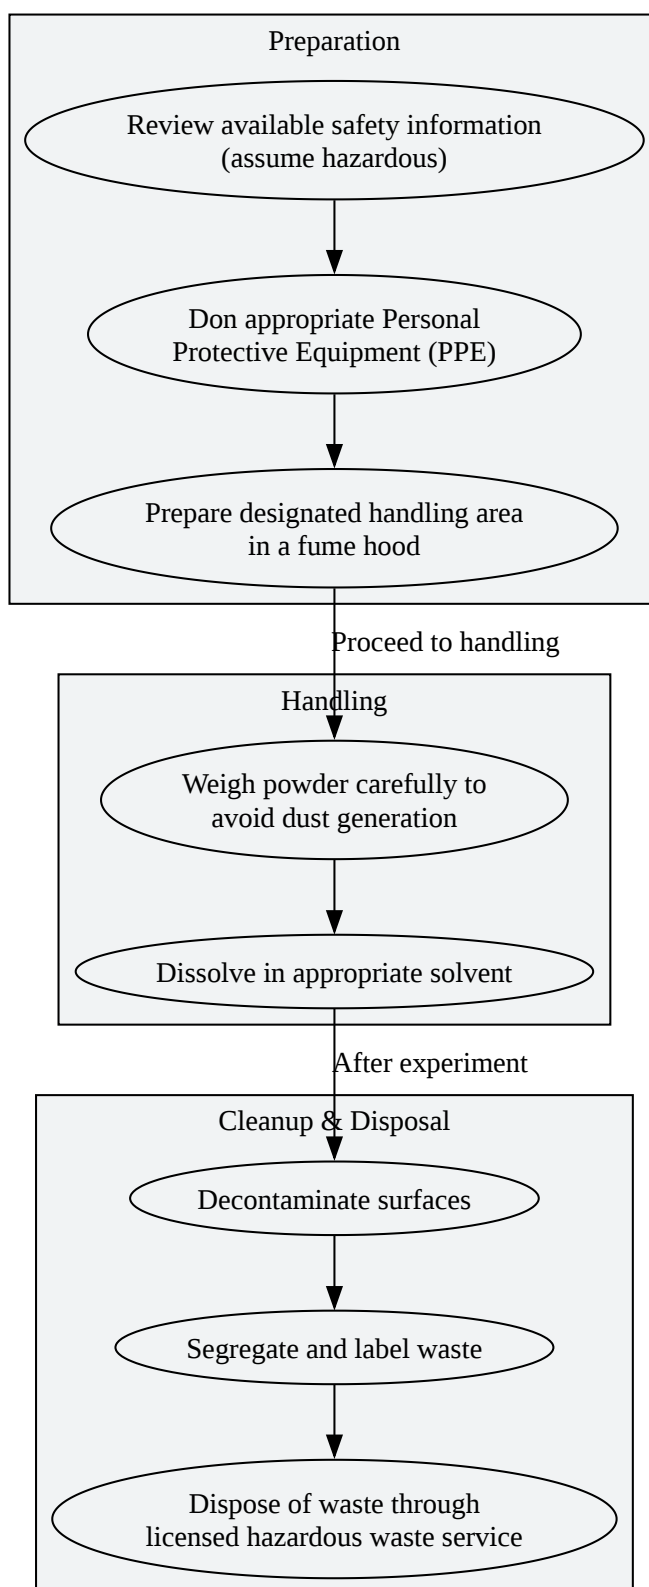 Preparation
Review available safety information
(assume hazardous)
Don appropriate Personal
Protective Equipment (PPE)
Prepare designated handling area
in a fume hood
Proceed to handling
Handling
Weigh powder carefully to
avoid dust generation
Dissolve in appropriate solvent
After experiment
Cleanup & Disposal
Decontaminate surfaces
Segregate and label waste
Dispose of waste through
licensed hazardous waste service